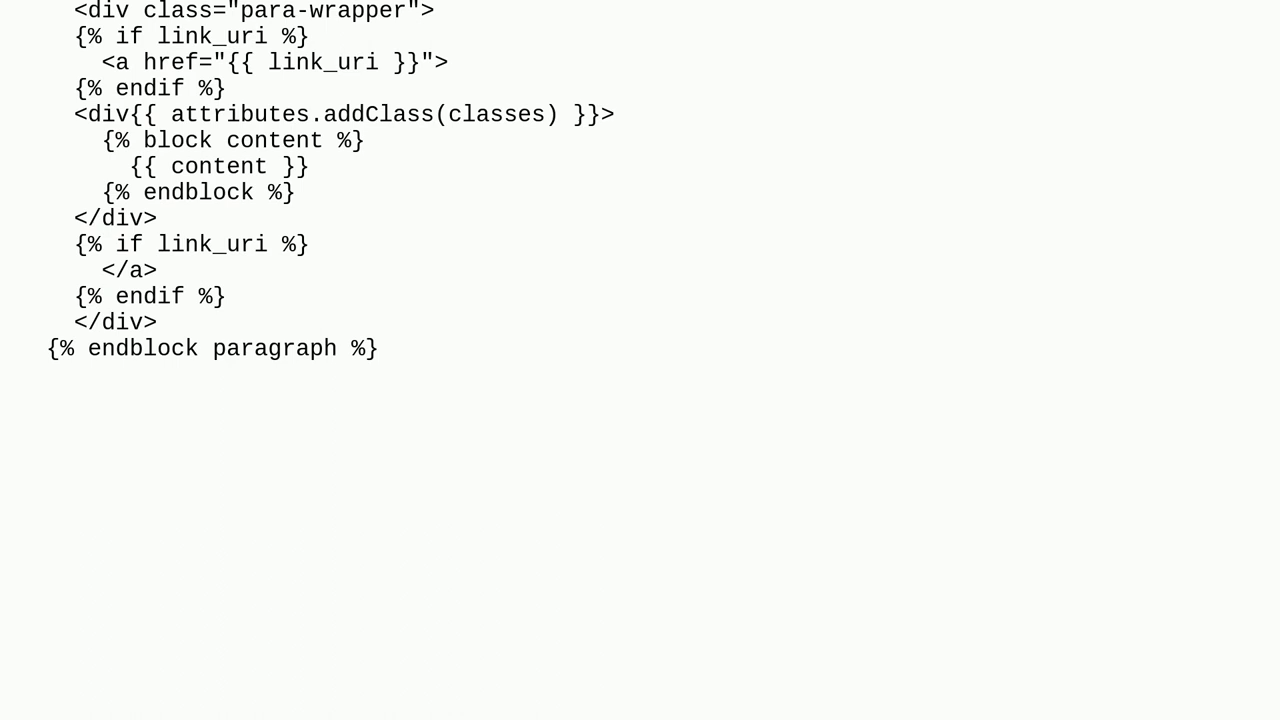 <div class="para-wrapper">
{% if link_uri %}
<a href="{{ link_uri }}">
{% endif %}
<div{{ attributes.addClass(classes) }}>
{% block content %}
{{ content }}
{% endblock %}
</div>
{% if link_uri %}
</a>
{% endif %}
</div>
{% endblock paragraph %}